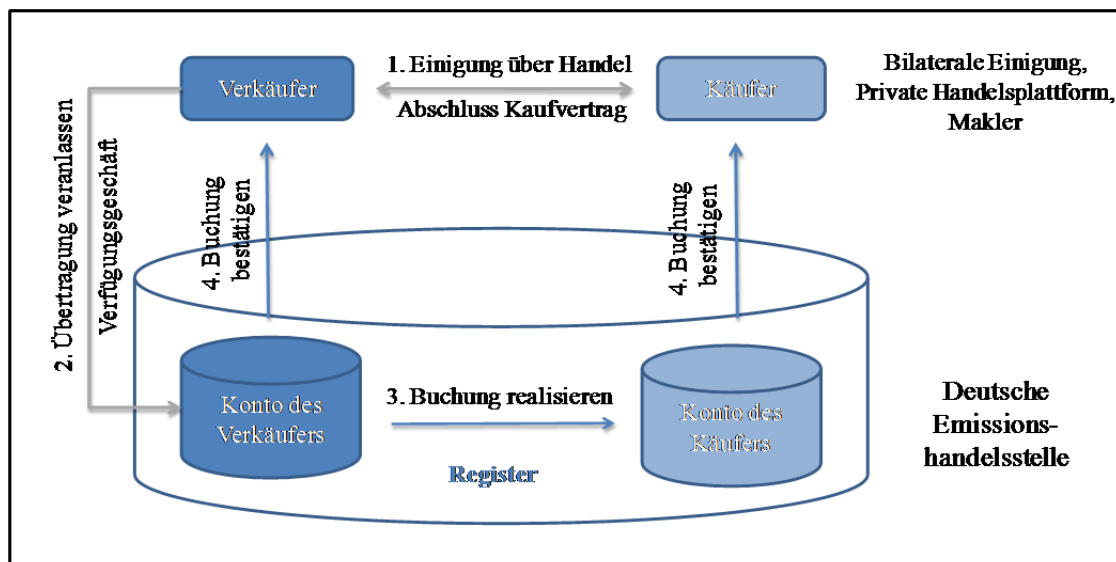 Verkäufer
1. Einigung über Handel
Abschluss Kaufvertrag
Käufer
Bilaterale Einigung,
Private Handelsplattform,
Makler
2. Übertragung veranlassen
Verfügungsgeschäft
4. Buchung
bestätigen
4. Buchung
bestätigen
Konto des
Verkäufers
3. Buchung realisieren
Konto des
Käufers
Register
Deutsche
Emissions-
handelsstelle